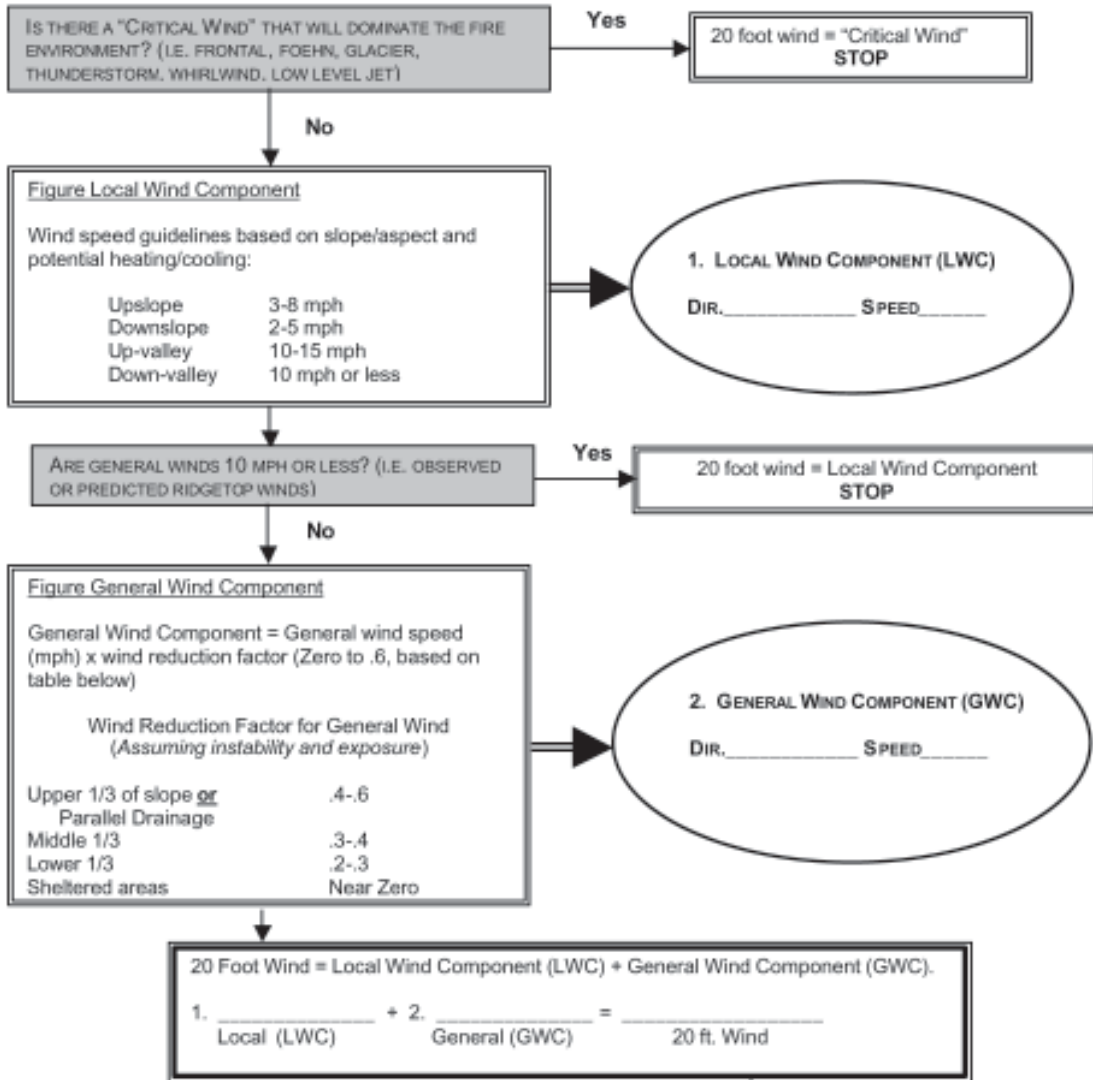 IS THERE A "CRITICAL WIND" THAT WILL DOMINATE THE FIRE
ENVIRONMENT? (I.E. FRONTAL, FOEHN, GLACIER,
THUNDERSTORM, WHIRLWIND, LOW LEVEL JET)
Yes
20 foot wind = "Critical Wind"
STOP
No
Figure Local Wind Component
Wind speed guidelines based on slope/aspect and
potential heating/cooling:
Upslope 3-8 mph
Downslope 2-5 mph
Up-valley 10-15 mph
Down-valley 10 mph or less
1. LOCAL WIND COMPONENT (LWC)
DIR.____________ SPEED______
ARE GENERAL WINDS 10 MPH OR LESS? (I.E. OBSERVED
OR PREDICTED RIDGETOP WINDS)
Yes
20 foot wind = Local Wind Component
STOP
No
Figure General Wind Component
General Wind Component = General wind speed
(mph) x wind reduction factor (Zero to .6, based on
table below)
Wind Reduction Factor for General Wind
(Assuming instability and exposure)
Upper 1/3 of slope or .4-.6
Parallel Drainage
Middle 1/3 .3-.4
Lower 1/3 .2-.3
Sheltered areas Near Zero
2. GENERAL WIND COMPONENT (GWC)
DIR.____________ SPEED______
20 Foot Wind = Local Wind Component (LWC) + General Wind Component (GWC).
1. ______________ + 2. ______________ = __________________
Local (LWC) General (GWC) 20 ft. Wind